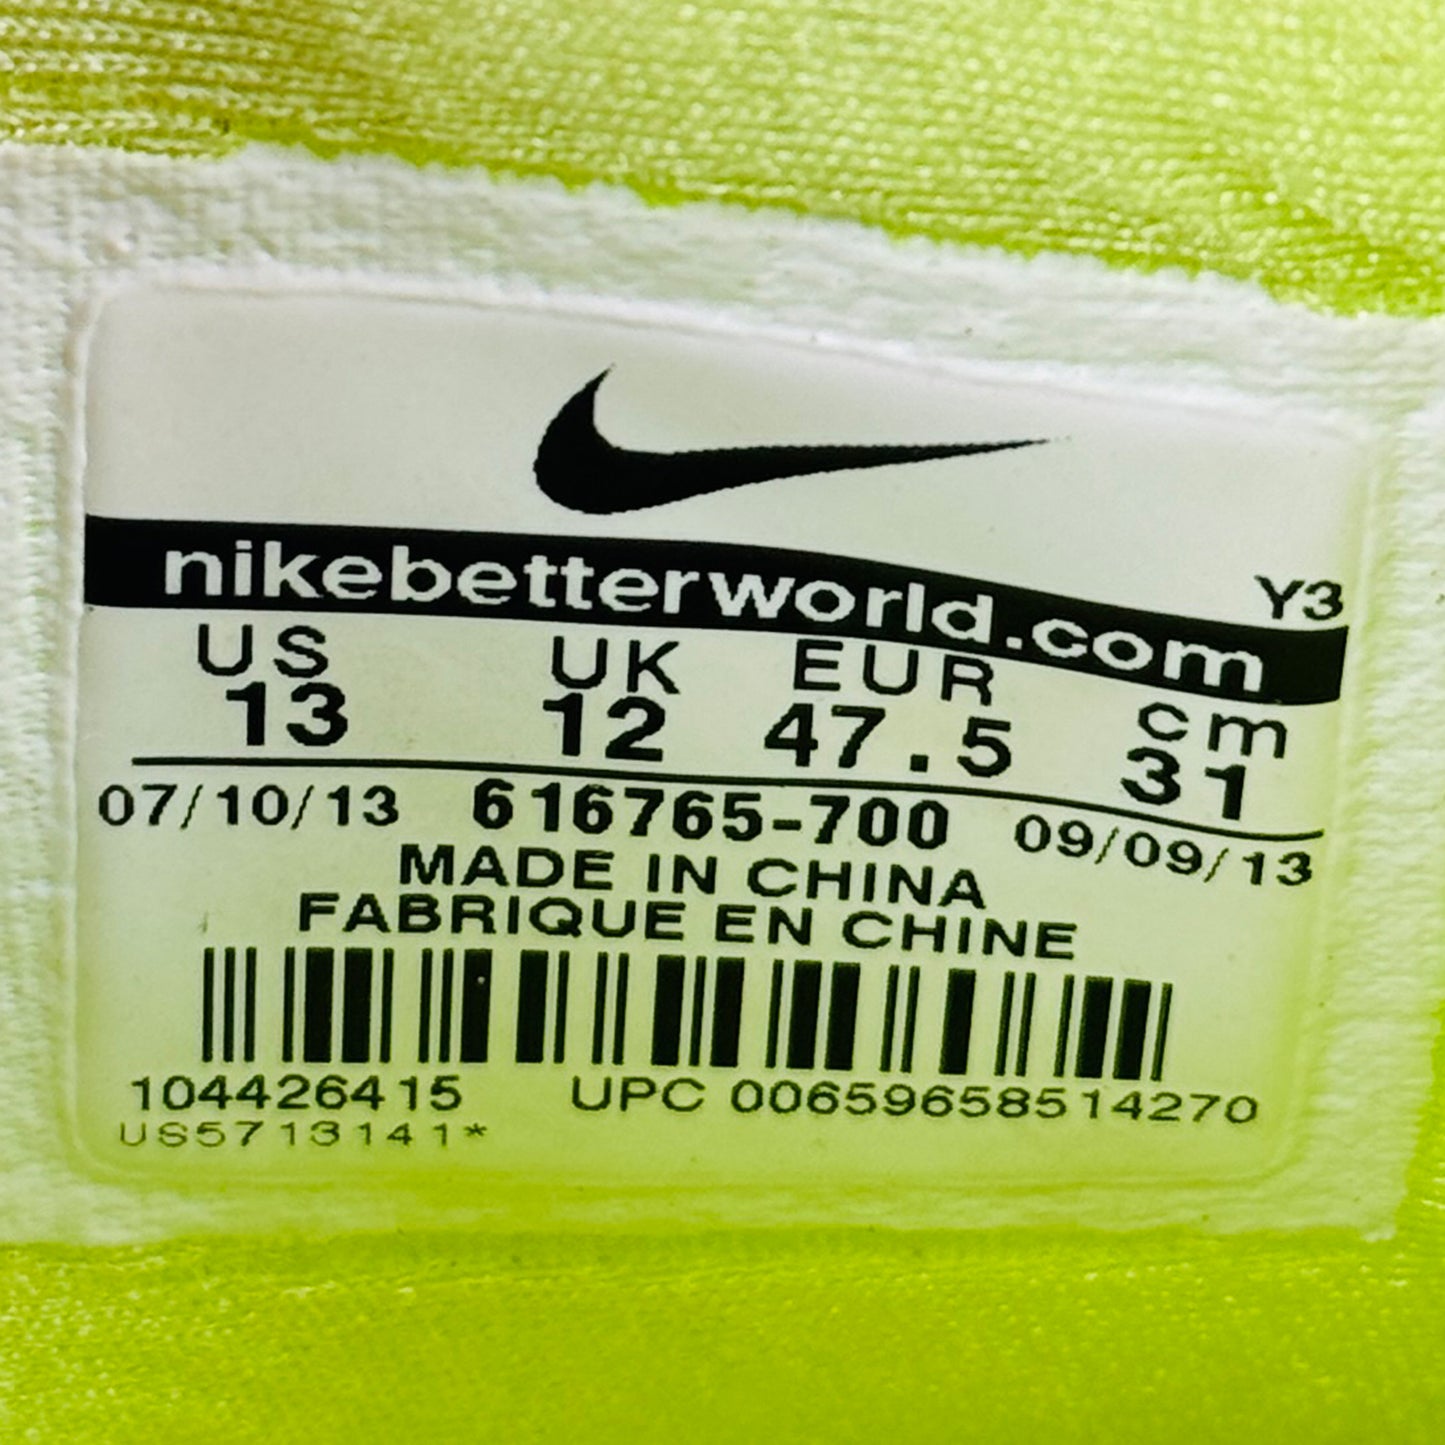 nikebetterworld.com
Y3
US UK EUR cm
13 12 47.5 31
07/10/13 616765-700 09/09/13
MADE IN CHINA
FABRIQUE EN CHINE
104426415 UPC 00659658514270
US5713141*